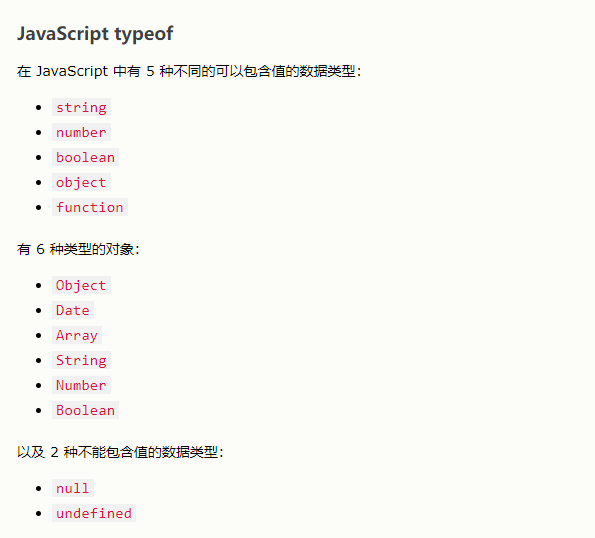 JavaScript typeof
在 JavaScript 中有 5 种不同的可以包含值的数据类型：
string
number
boolean
object
function
有 6 种类型的对象：
Object
Date
Array
String
Number
Boolean
以及 2 种不能包含值的数据类型：
null
undefined